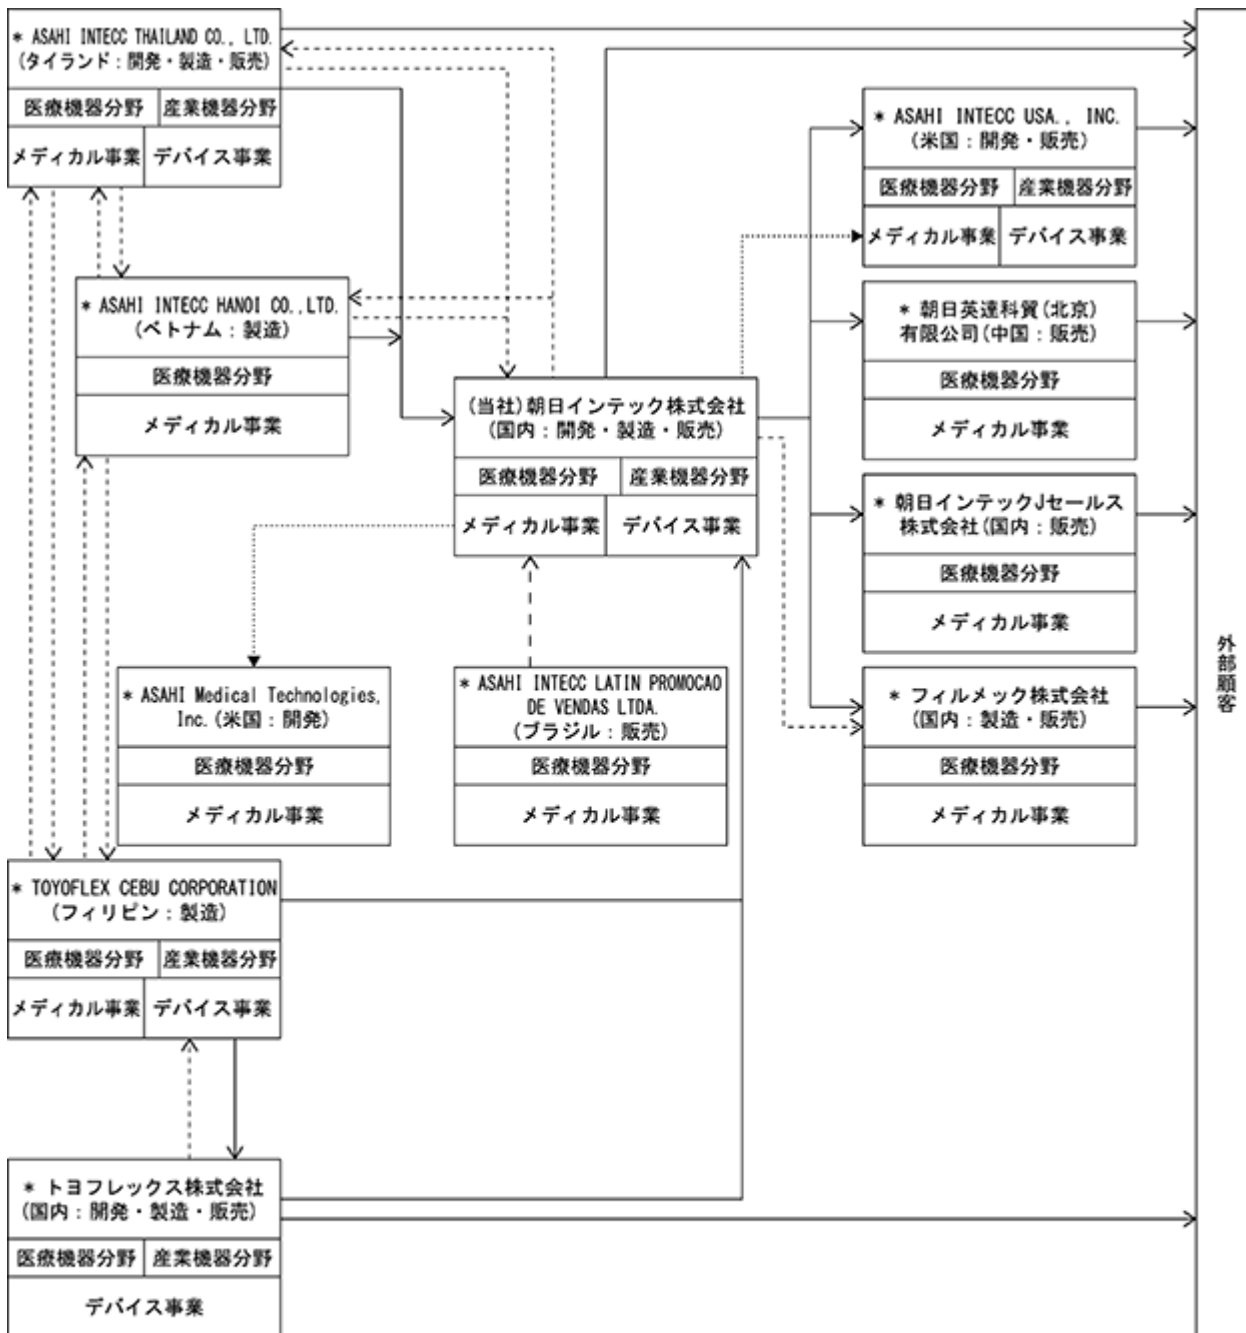 * ASAHI INTECC THAILAND CO., LTD.
(タイランド：開発・製造・販売)
医療機器分野 産業機器分野
メディカル事業 デバイス事業
* ASAHI INTECC USA., INC.
(米国：開発・販売)
医療機器分野 産業機器分野
メディカル事業 デバイス事業
* ASAHI INTECC HANOI CO.,LTD.
(ベトナム：製造)
医療機器分野
メディカル事業
* 朝日英達科貿(北京)
有限公司(中国：販売)
医療機器分野
メディカル事業
(当社)朝日インテック株式会社
(国内：開発・製造・販売)
医療機器分野 産業機器分野
メディカル事業 デバイス事業
* 朝日インテックJセールス
株式会社(国内：販売)
医療機器分野
メディカル事業
* ASAHI Medical Technologies,
Inc.(米国：開発)
医療機器分野
メディカル事業
* ASAHI INTECC LATIN PROMOCAO
DE VENDAS LTDA.
(ブラジル：販売)
医療機器分野
メディカル事業
* フィルメック株式会社
(国内：製造・販売)
医療機器分野
メディカル事業
外部顧客
* TOYOFLEX CEBU CORPORATION
(フィリピン：製造)
医療機器分野 産業機器分野
メディカル事業 デバイス事業
* トヨフレックス株式会社
(国内：開発・製造・販売)
医療機器分野 産業機器分野
デバイス事業